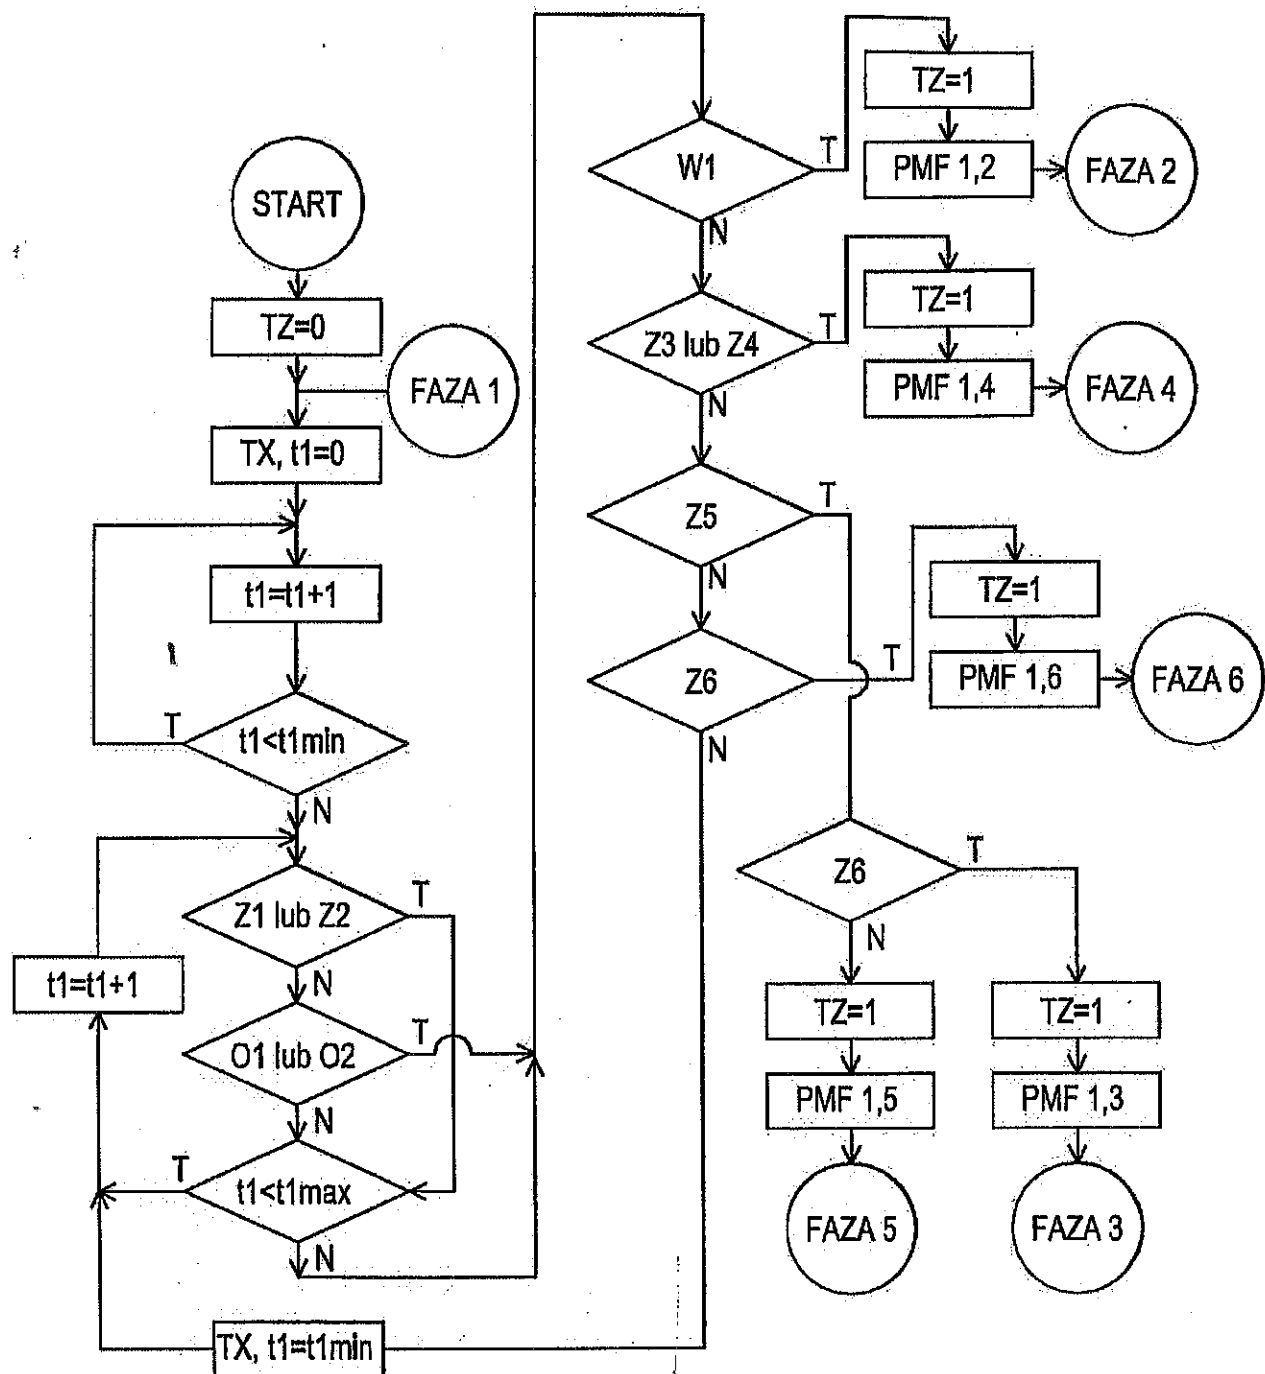 START
TZ=0
FAZA 1
TX, t1=0
t1=t1+1
T
t1<t1min
N
Z1 lub Z2
T
N
t1=t1+1
O1 lub O2
T
N
T
t1<t1max
N
TX, t1=t1min
W1
T
N
TZ=1
PMF 1,2
FAZA 2
Z3 lub Z4
T
N
TZ=1
PMF 1,4
FAZA 4
Z5
T
N
Z6
T
N
TZ=1
PMF 1,6
FAZA 6
Z6
T
N
TZ=1
PMF 1,5
FAZA 5
TZ=1
PMF 1,3
FAZA 3